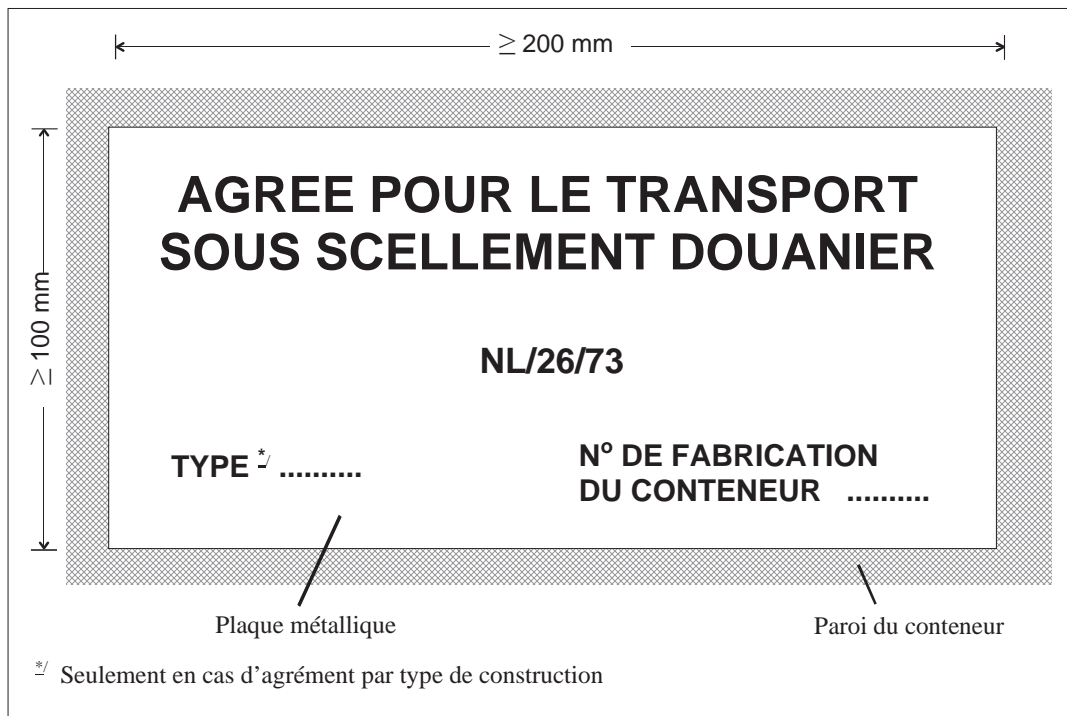 ≥ 200 mm
≥ 100 mm
AGREE POUR LE TRANSPORT
SOUS SCELLEMENT DOUANIER
NL/26/73
TYPE */ ..........
Nº DE FABRICATION
DU CONTENEUR ..........
Plaque métallique
Paroi du conteneur
*/ Seulement en cas d’agrément par type de construction